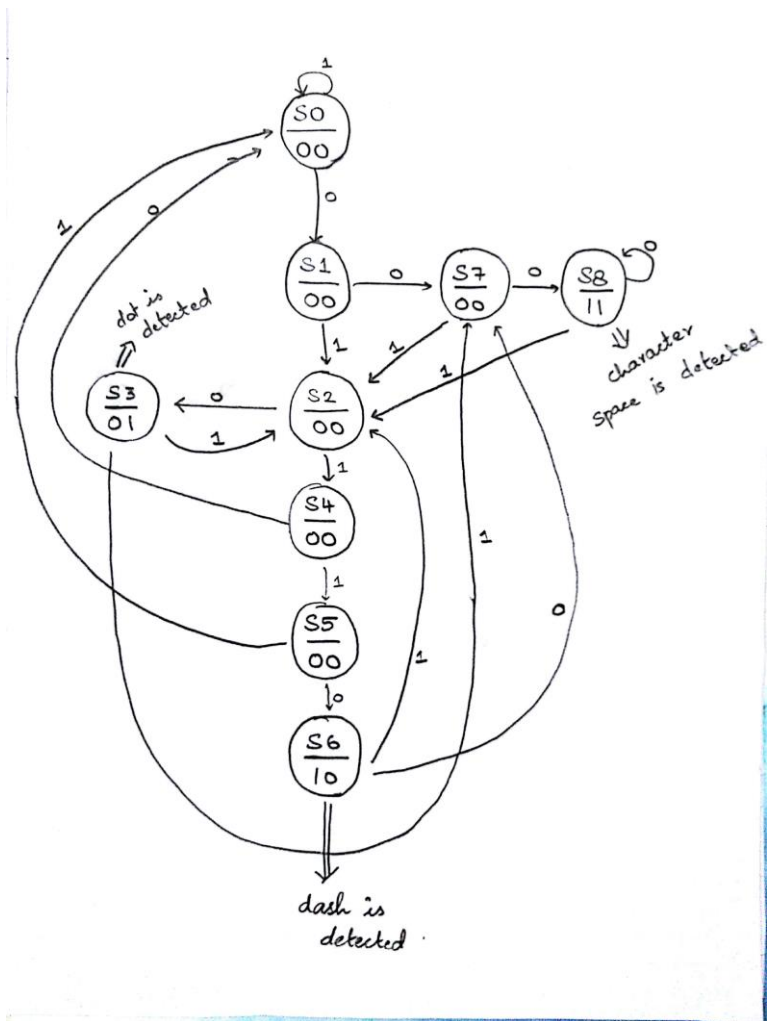 1
S0
00
0
S1
00
0
S7
00
0
S8
11
0
1
1
1
character
space is detected
dot is
detected
S3
01
0
1
S2
00
1
S4
00
0
1
1
S5
00
0
1
1
0
S6
10
dash is
detected.